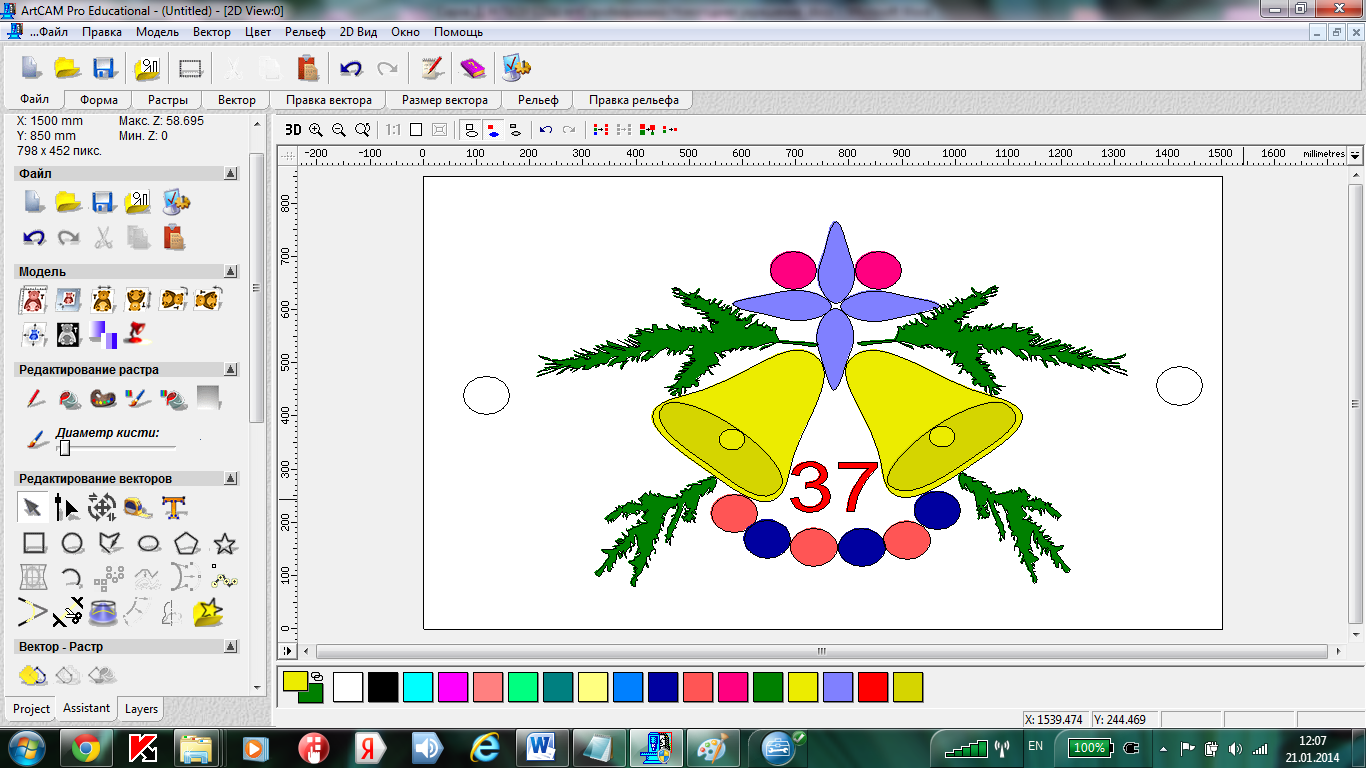 ArtCAM Pro Educational - (Untitled) - [2D View:0]
...Файл Правка Модель Вектор Цвет Рельеф 2D Вид Окно Помощь
Файл Форма Растры Вектор Правка вектора Размер вектора Рельеф Правка рельефа
X: 1500 mm Макс. Z: 58.695
Y: 850 mm Мин. Z: 0
798 x 452 пикс.
3D 1:1
-200 -100 0 100 200 300 400 500 600 700 800 900 1000 1100 1200 1300 1400 1500 1600 millimetres
800
700
600
500
400
300
200
100
0
Файл
Модель
Редактирование растра
Диаметр кисти:
Редактирование векторов
Вектор - Растр
37
Project Assistant Layers
X: 1539.474 Y: 244.469
EN 100% 12:07
21.01.2014